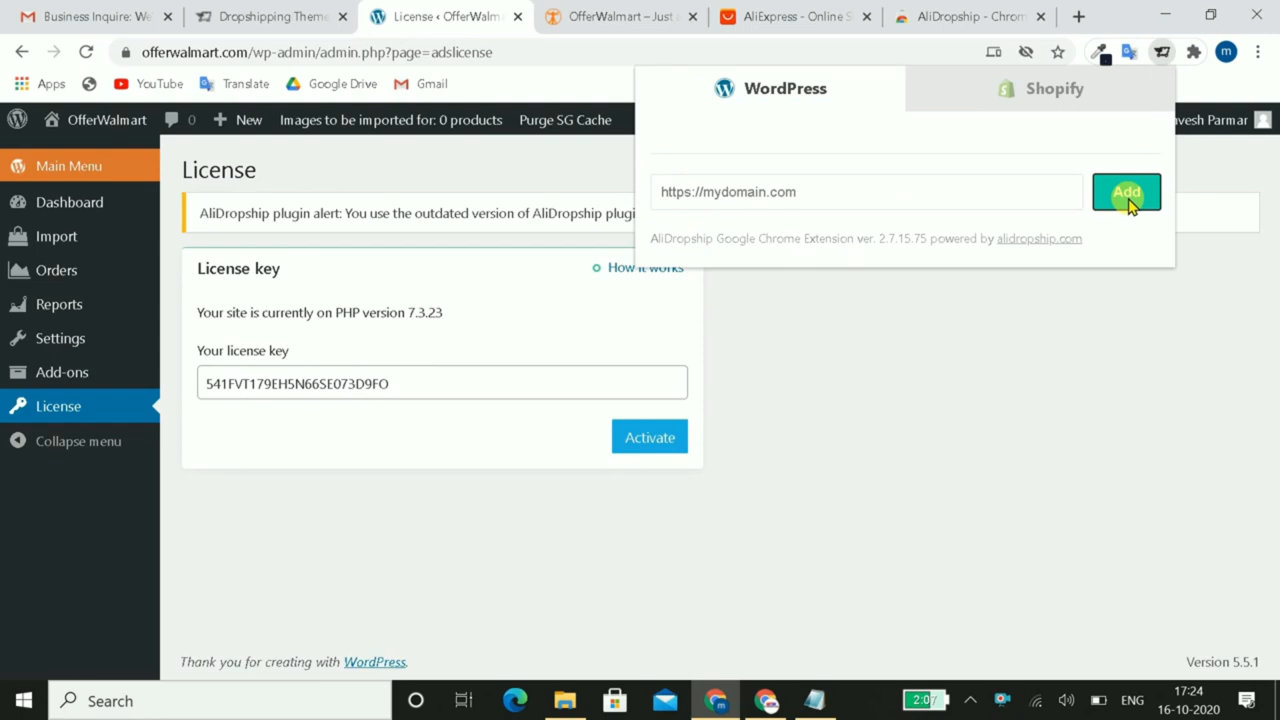 Business Inquire: We
Dropshipping Theme
License ‹ OfferWalm
OfferWalmart – Just a
AliExpress - Online S
AliDropship - Chrom
offerwalmart.com/wp-admin/admin.php?page=adslicense
Apps
YouTube
Translate
Google Drive
Gmail
WordPress
Shopify
OfferWalmart
0
New
Images to be imported for: 0 products
Purge SG Cache
vesh Parmar
https://mydomain.com
Add
AliDropship Google Chrome Extension ver. 2.7.15.75 powered by alidropship.com
Main Menu
Dashboard
Import
Orders
Reports
Settings
Add-ons
License
Collapse menu
License
AliDropship plugin alert: You use the outdated version of AliDropship plugi
License key
How it works
Your site is currently on PHP version 7.3.23
Your license key
541FVT179EH5N66SE073D9FO
Activate
Thank you for creating with WordPress.
Version 5.5.1
Search
2:07
ENG
17:24
16-10-2020